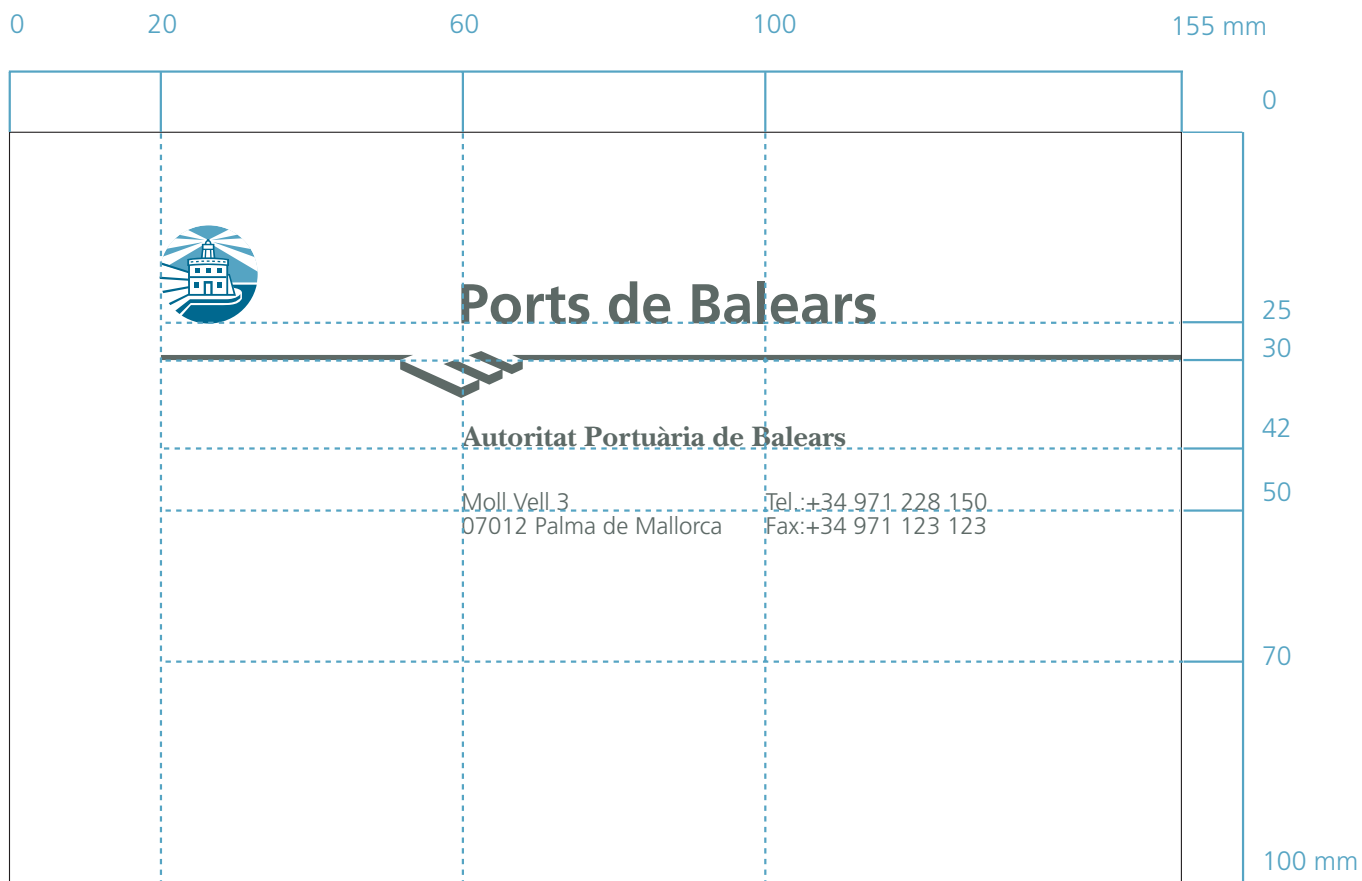 0 20 60 100 155 mm
0
Ports de Balears
25
30
Autoritat Portuària de Balears
42
Moll Vell 3 Tel.:+34 971 228 150
50
07012 Palma de Mallorca Fax:+34 971 123 123
70
100 mm